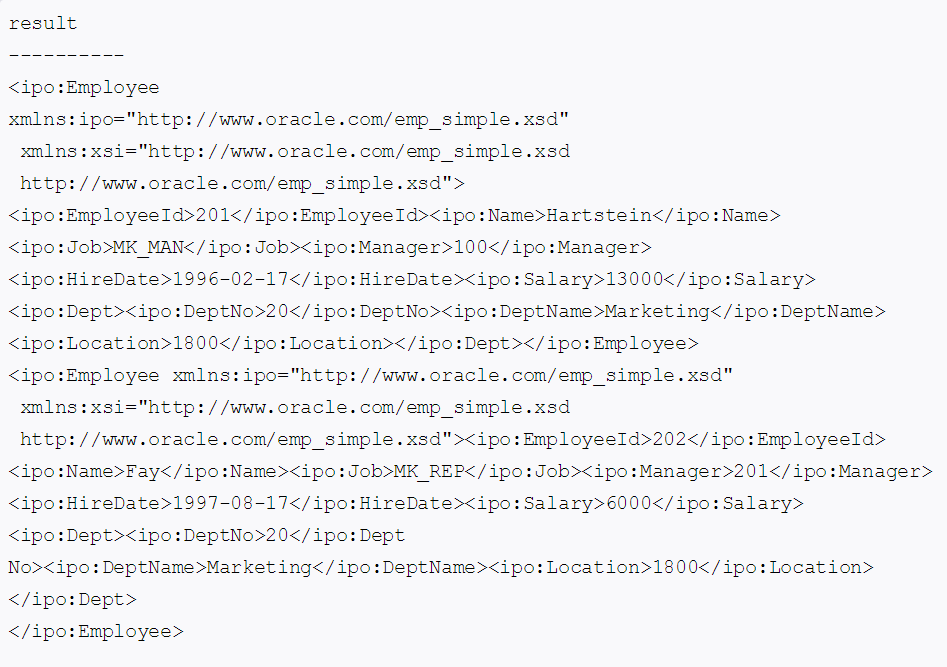 result
----------
<ipo:Employee
xmlns:ipo="http://www.oracle.com/emp_simple.xsd"
 xmlns:xsi="http://www.oracle.com/emp_simple.xsd
 http://www.oracle.com/emp_simple.xsd">
<ipo:EmployeeId>201</ipo:EmployeeId><ipo:Name>Hartstein</ipo:Name>
<ipo:Job>MK_MAN</ipo:Job><ipo:Manager>100</ipo:Manager>
<ipo:HireDate>1996-02-17</ipo:HireDate><ipo:Salary>13000</ipo:Salary>
<ipo:Dept><ipo:DeptNo>20</ipo:DeptNo><ipo:DeptName>Marketing</ipo:DeptName>
<ipo:Location>1800</ipo:Location></ipo:Dept></ipo:Employee>
<ipo:Employee xmlns:ipo="http://www.oracle.com/emp_simple.xsd"
 xmlns:xsi="http://www.oracle.com/emp_simple.xsd
 http://www.oracle.com/emp_simple.xsd"><ipo:EmployeeId>202</ipo:EmployeeId>
<ipo:Name>Fay</ipo:Name><ipo:Job>MK_REP</ipo:Job><ipo:Manager>201</ipo:Manager>
<ipo:HireDate>1997-08-17</ipo:HireDate><ipo:Salary>6000</ipo:Salary>
<ipo:Dept><ipo:DeptNo>20</ipo:Dept
No><ipo:DeptName>Marketing</ipo:DeptName><ipo:Location>1800</ipo:Location>
</ipo:Dept>
</ipo:Employee>